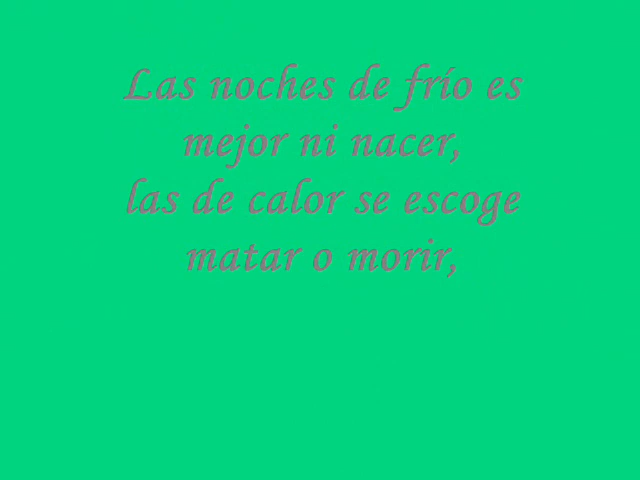 Las noches de frío es
mejor ni nacer,
las de calor se escoge
matar o morir,